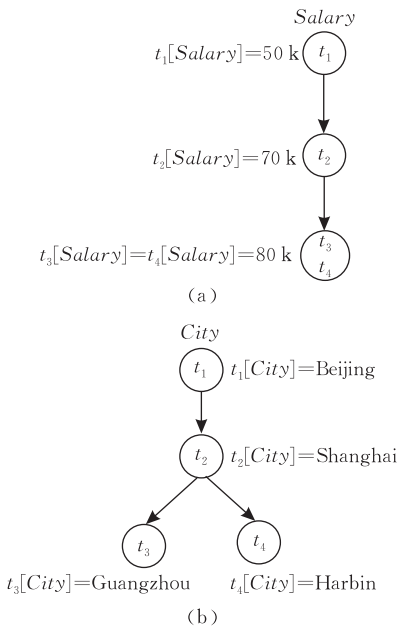 Salary
t₁[Salary]=50 k t₁
t₂[Salary]=70 k t₂
t₃[Salary]=t₄[Salary]=80 k t₃
t₄
(a)
City
t₁ t₁[City]=Beijing
t₂ t₂[City]=Shanghai
t₃ t₄
t₃[City]=Guangzhou t₄[City]=Harbin
(b)